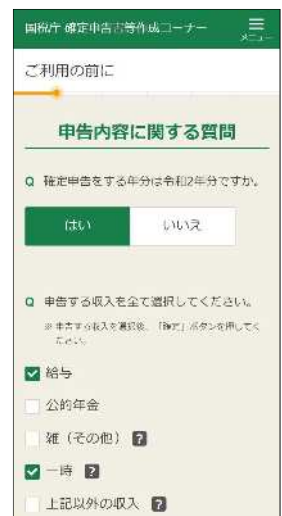 国税庁 確定申告書等作成コーナー
メニュー
ご利用の前に
申告内容に関する質問
Q 確定申告をする年分は令和2年分ですか。
はい いいえ
Q 申告する収入を全て選択してください。
※ 申告する収入を選択後、「確定」ボタンを押してく
ださい。
給与
公的年金
雑(その他) ?
一時 ?
上記以外の収入 ?